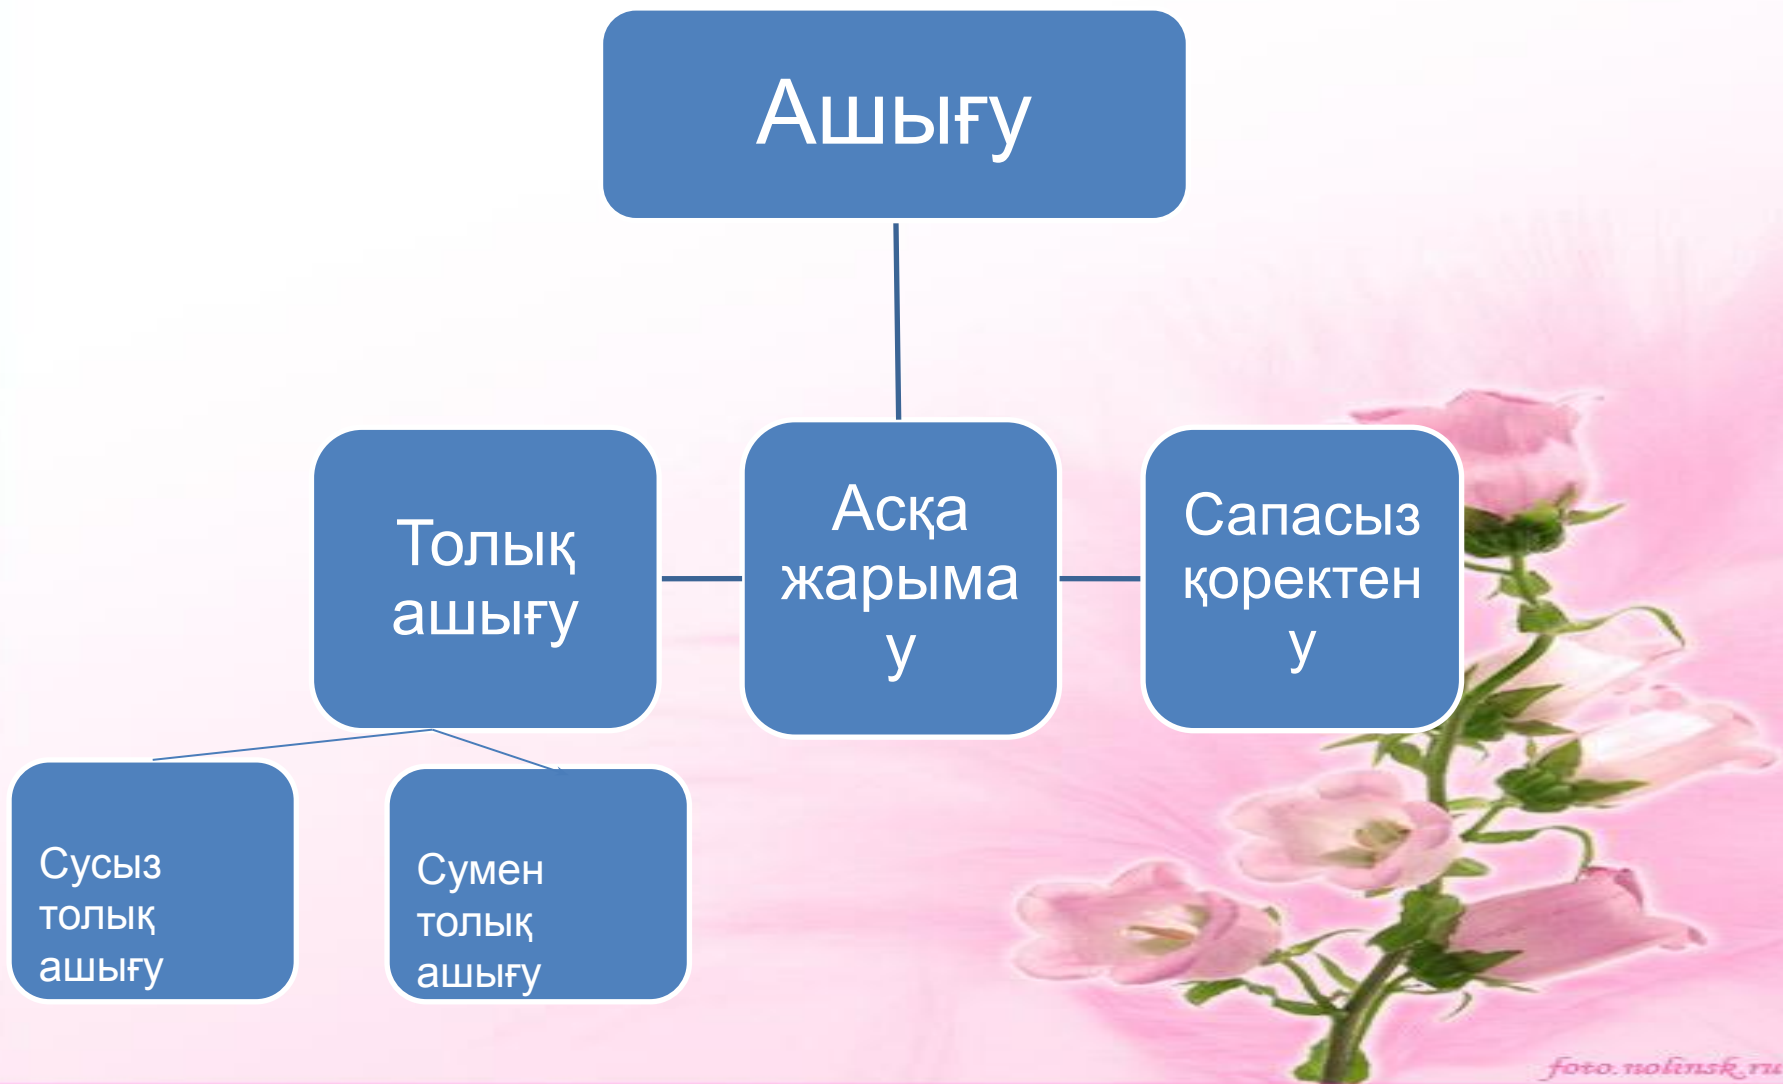 Ашығу
Толық
ашығу
Асқа
жарыма
у
Сапасыз
қоректен
у
Сусыз
толық
ашығу
Сумен
толық
ашығу
foto.nolinsk.ru